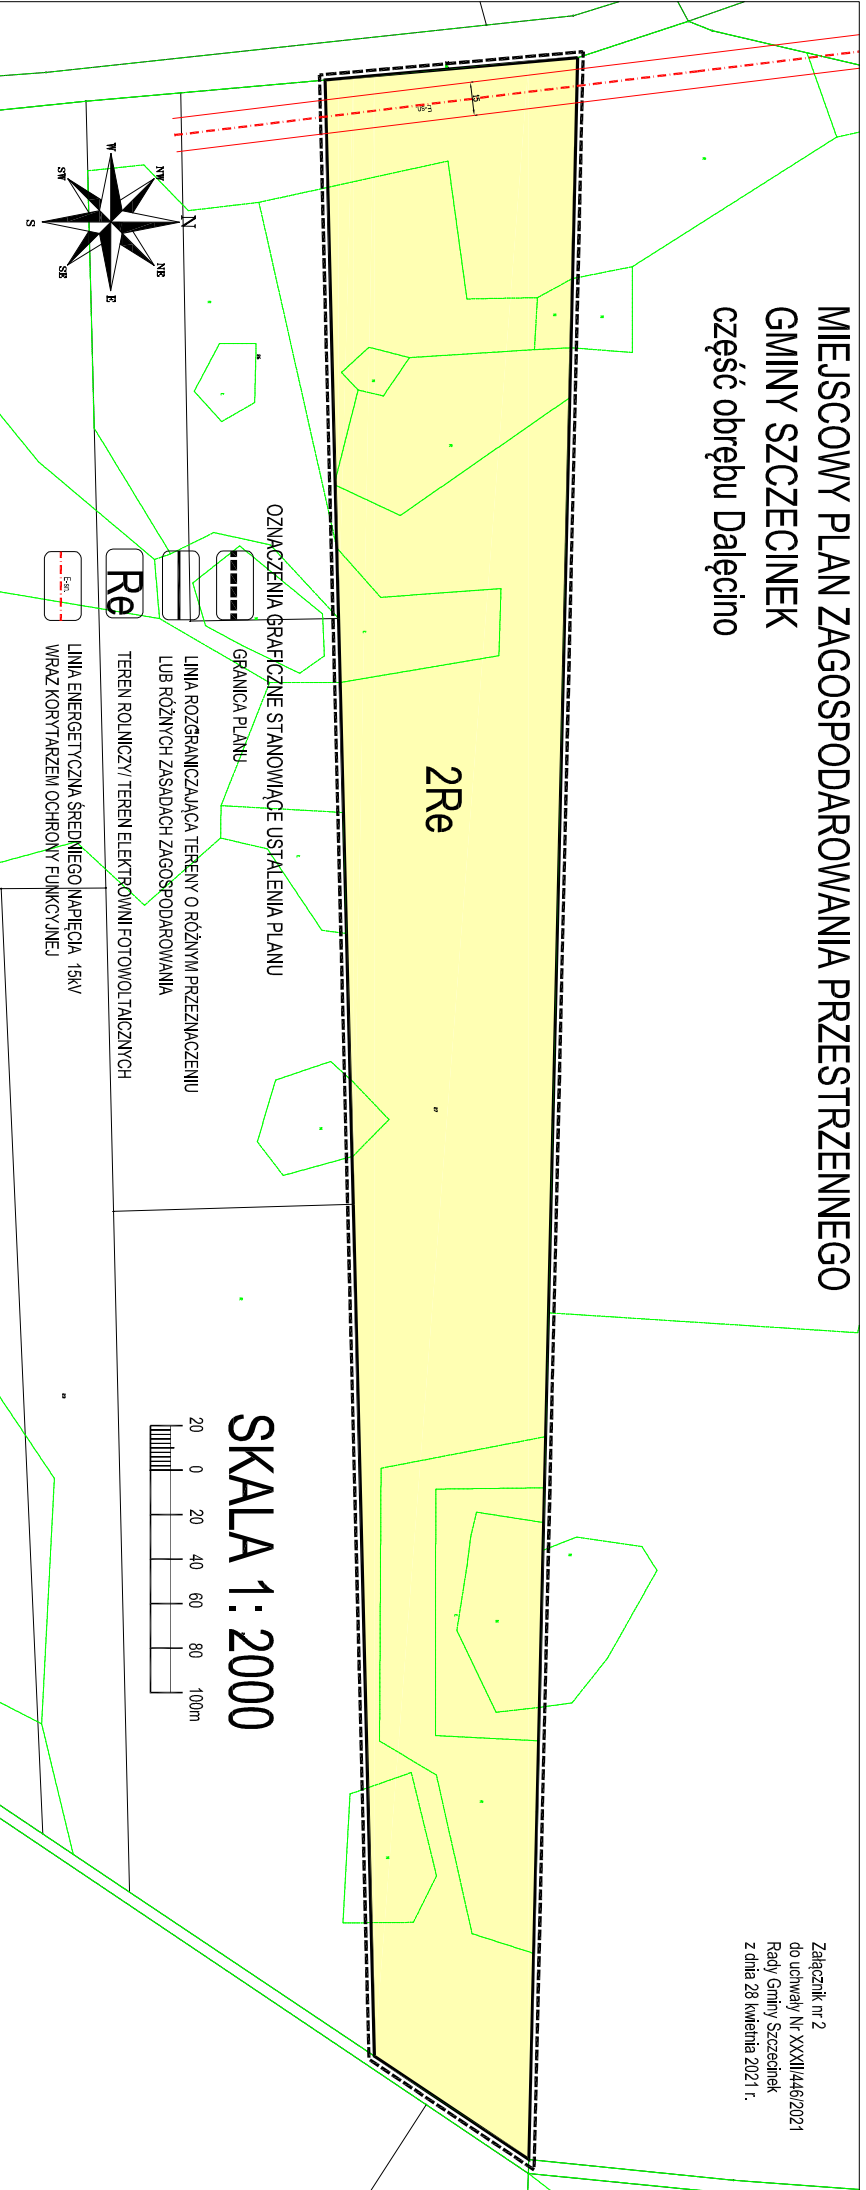 MIEJSCOWY PLAN ZAGOSPODAROWANIA PRZESTRZENNEGO
GMINY SZCZECINEK
część obrębu Dalęcino
Załącznik nr 2
do uchwały Nr XXXII/446/2021
Rady Gminy Szczecinek
z dnia 28 kwietnia 2021 r.
15
2Re
N
NE
E
SE
S
SW
W
NW
OZNACZENIA GRAFICZNE STANOWIĄCE USTALENIA PLANU
GRANICA PLANU
LINIA ROZGRANICZAJĄCA TERENY O RÓŻNYM PRZEZNACZENIU
LUB RÓŻNYCH ZASADACH ZAGOSPODAROWANIA
Re
TEREN ROLNICZY/ TEREN ELEKTROWNI FOTOWOLTAICZNYCH
E-sn.
LINIA ENERGETYCZNA ŚREDNIEGO NAPIĘCIA 15kV
WRAZ KORYTARZEM OCHRONY FUNKCYJNEJ
SKALA 1: 2000
20 0 20 40 60 80 100m